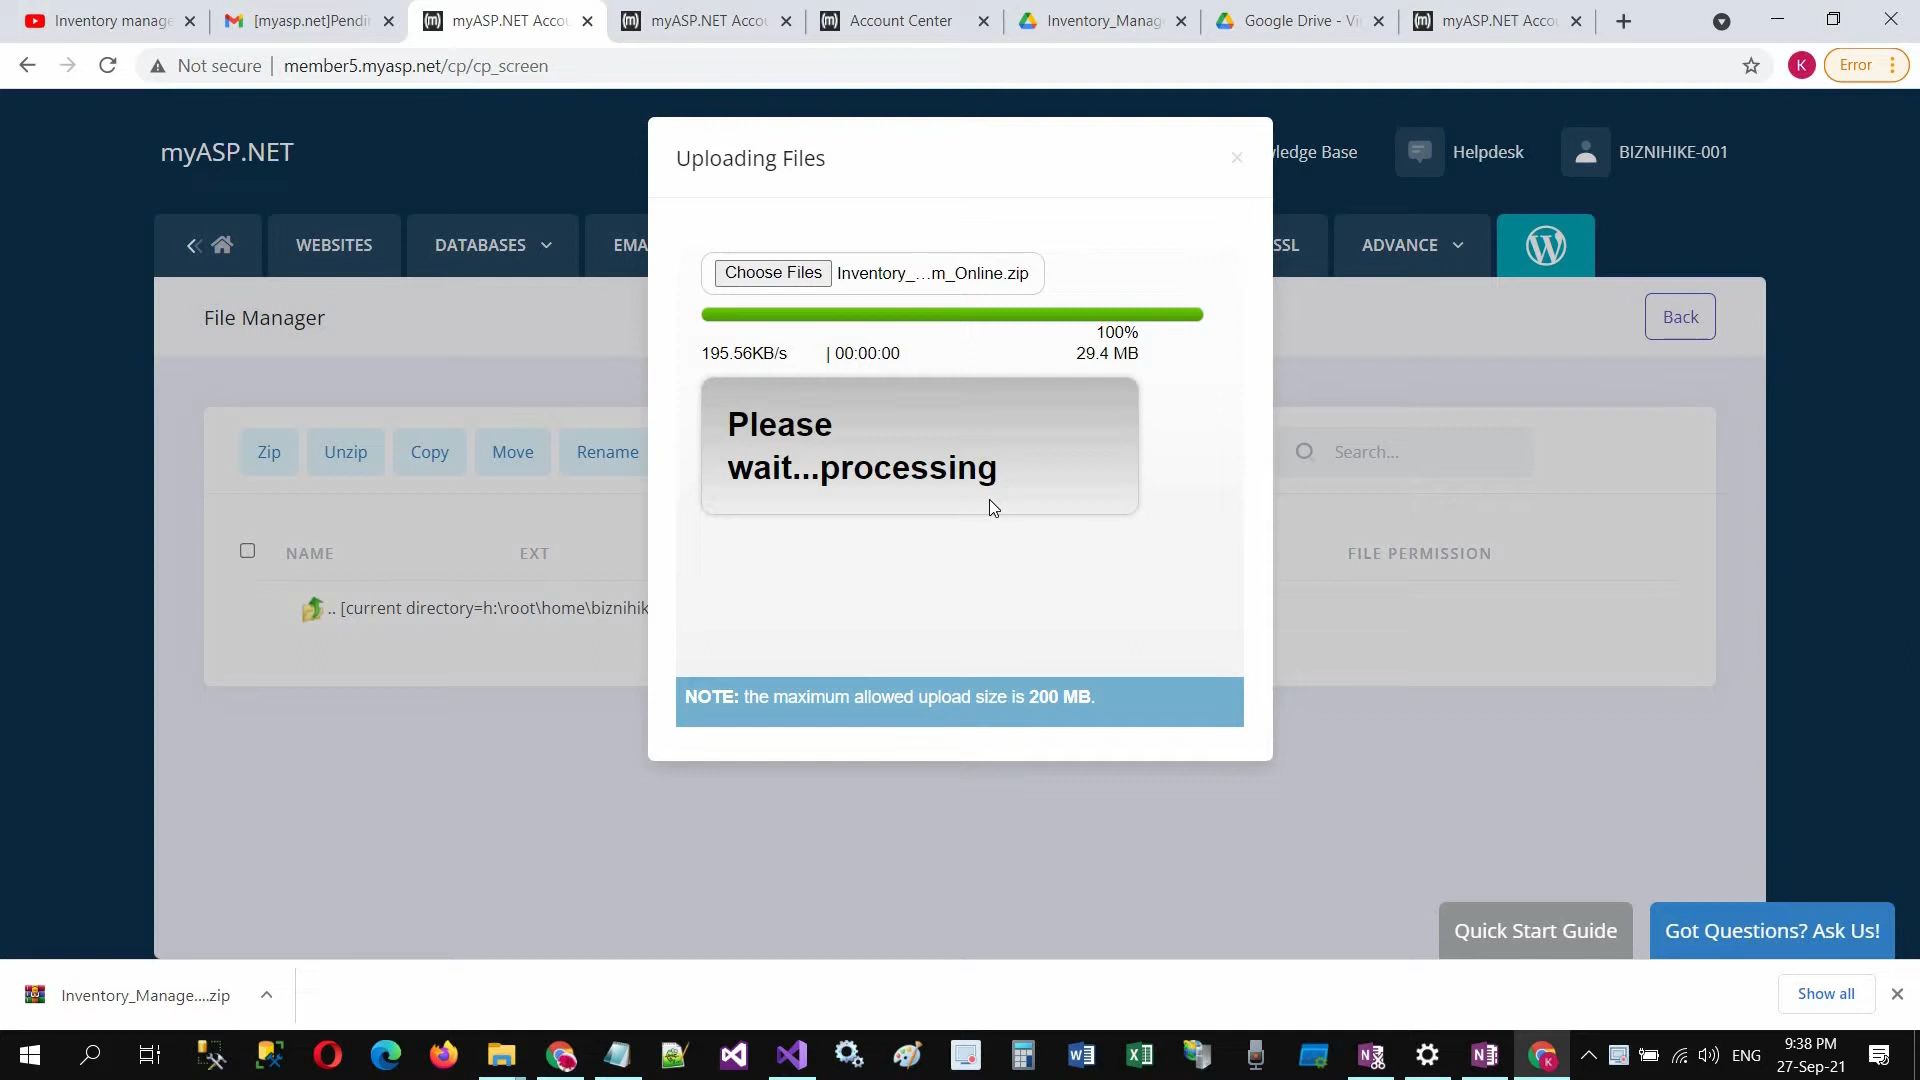 Inventory manage
[myasp.net]Pendi
myASP.NET Acco
myASP.NET Acco
Account Center
Inventory_Manag
Google Drive - Vi
myASP.NET Acco
Not secure
member5.myasp.net/cp/cp_screen
K
Error
myASP.NET
Uploading Files
ledge Base
Helpdesk
BIZNIHIKE-001
WEBSITES
DATABASES
EMA
SSL
ADVANCE
Choose Files Inventory_...m_Online.zip
File Manager
Back
100%
195.56KB/s | 00:00:00 29.4 MB
Please
wait...processing
Zip
Unzip
Copy
Move
Rename
Search...
NAME
EXT
FILE PERMISSION
.. [current directory=h:\root\home\biznihik
NOTE: the maximum allowed upload size is 200 MB.
Quick Start Guide
Got Questions? Ask Us!
Inventory_Manage....zip
Show all
ENG
9:38 PM
27-Sep-21